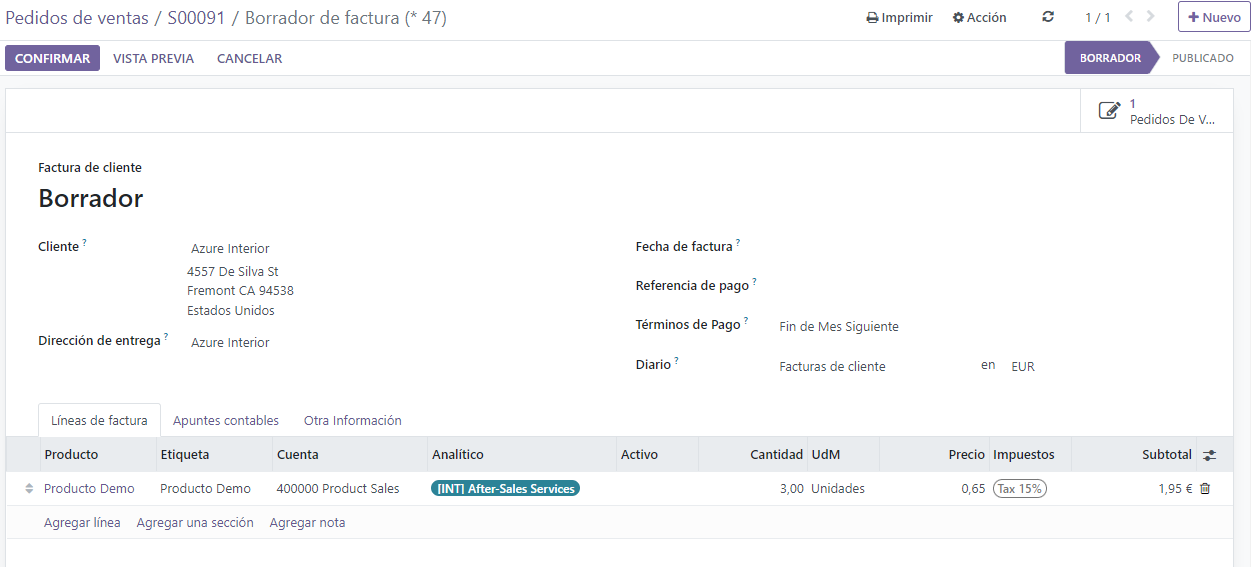 Pedidos de ventas / S00091 / Borrador de factura (* 47)
Imprimir Acción 1 / 1 Nuevo
CONFIRMAR VISTA PREVIA CANCELAR BORRADOR PUBLICADO
1
Pedidos De V...
Factura de cliente
Borrador
Cliente ? Azure Interior
4557 De Silva St
Fremont CA 94538
Estados Unidos
Dirección de entrega ? Azure Interior
Fecha de factura ?
Referencia de pago ?
Términos de Pago ? Fin de Mes Siguiente
Diario ? Facturas de cliente en EUR
Líneas de factura Apuntes contables Otra Información
Producto Etiqueta Cuenta Analítico Activo Cantidad UdM Precio Impuestos Subtotal
Producto Demo Producto Demo 400000 Product Sales [INT] After-Sales Services 3,00 Unidades 0,65 Tax 15% 1,95 €
Agregar línea Agregar una sección Agregar nota